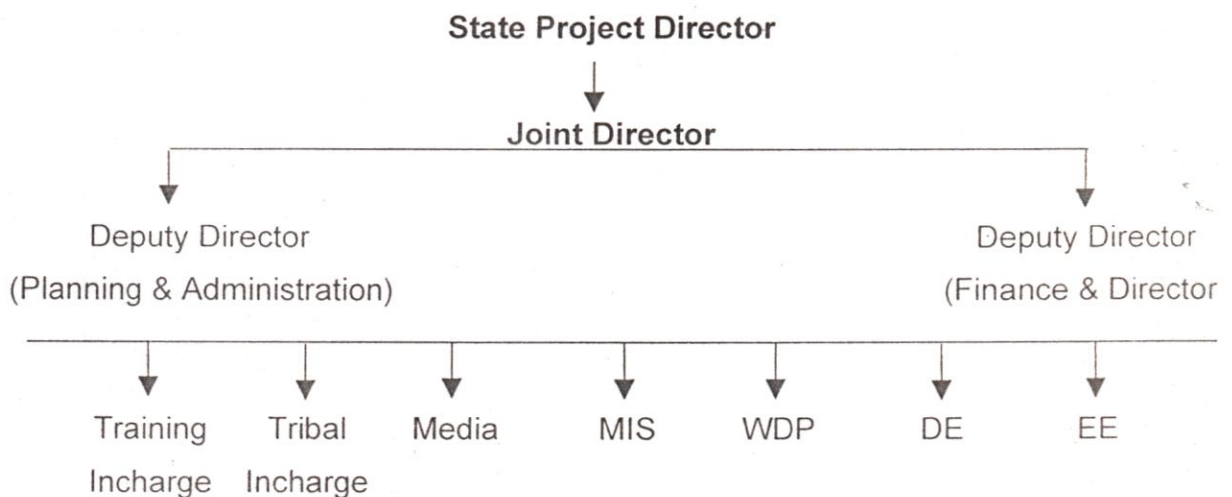 State Project Director
Joint Director
Deputy Director
(Planning & Administration)
Deputy Director
(Finance & Director
Training
Incharge
Tribal
Incharge
Media
MIS
WDP
DE
EE